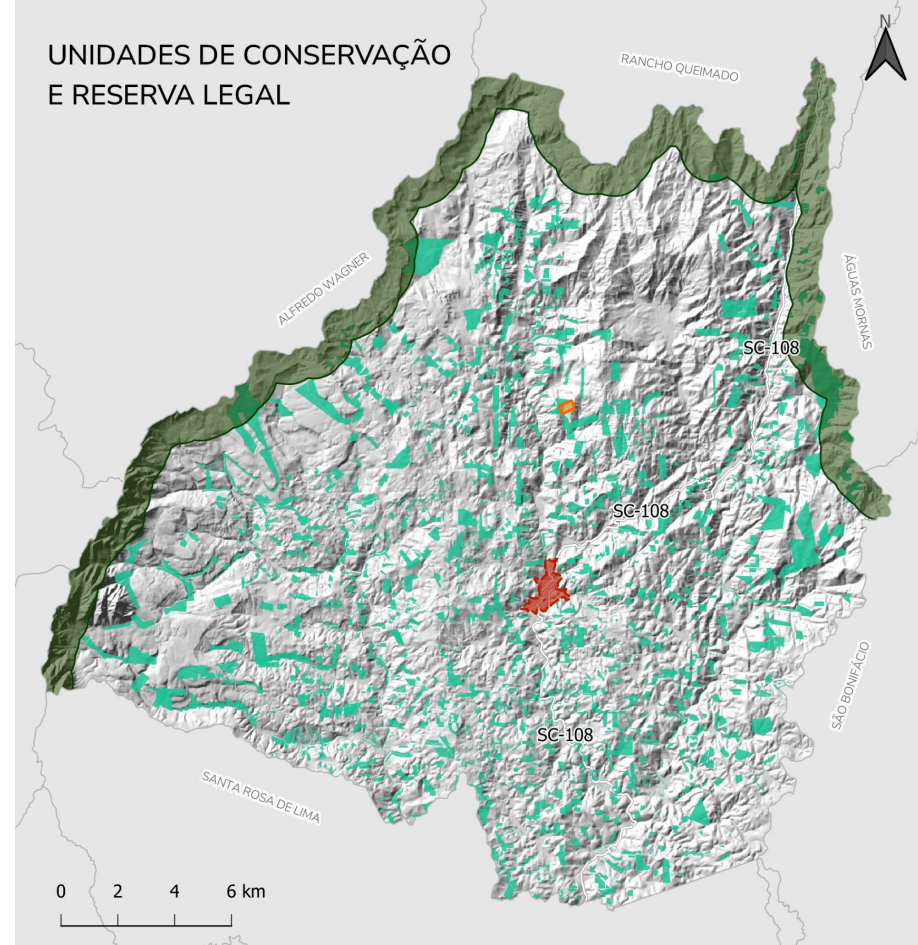 UNIDADES DE CONSERVAÇÃO
E RESERVA LEGAL
N
RANCHO QUEIMADO
ALFREDO WAGNER
ÁGUAS MORNAS
SC-108
SC-108
SÃO BONIFÁCIO
SC-108
SANTA ROSA DE LIMA
0 2 4 6 km